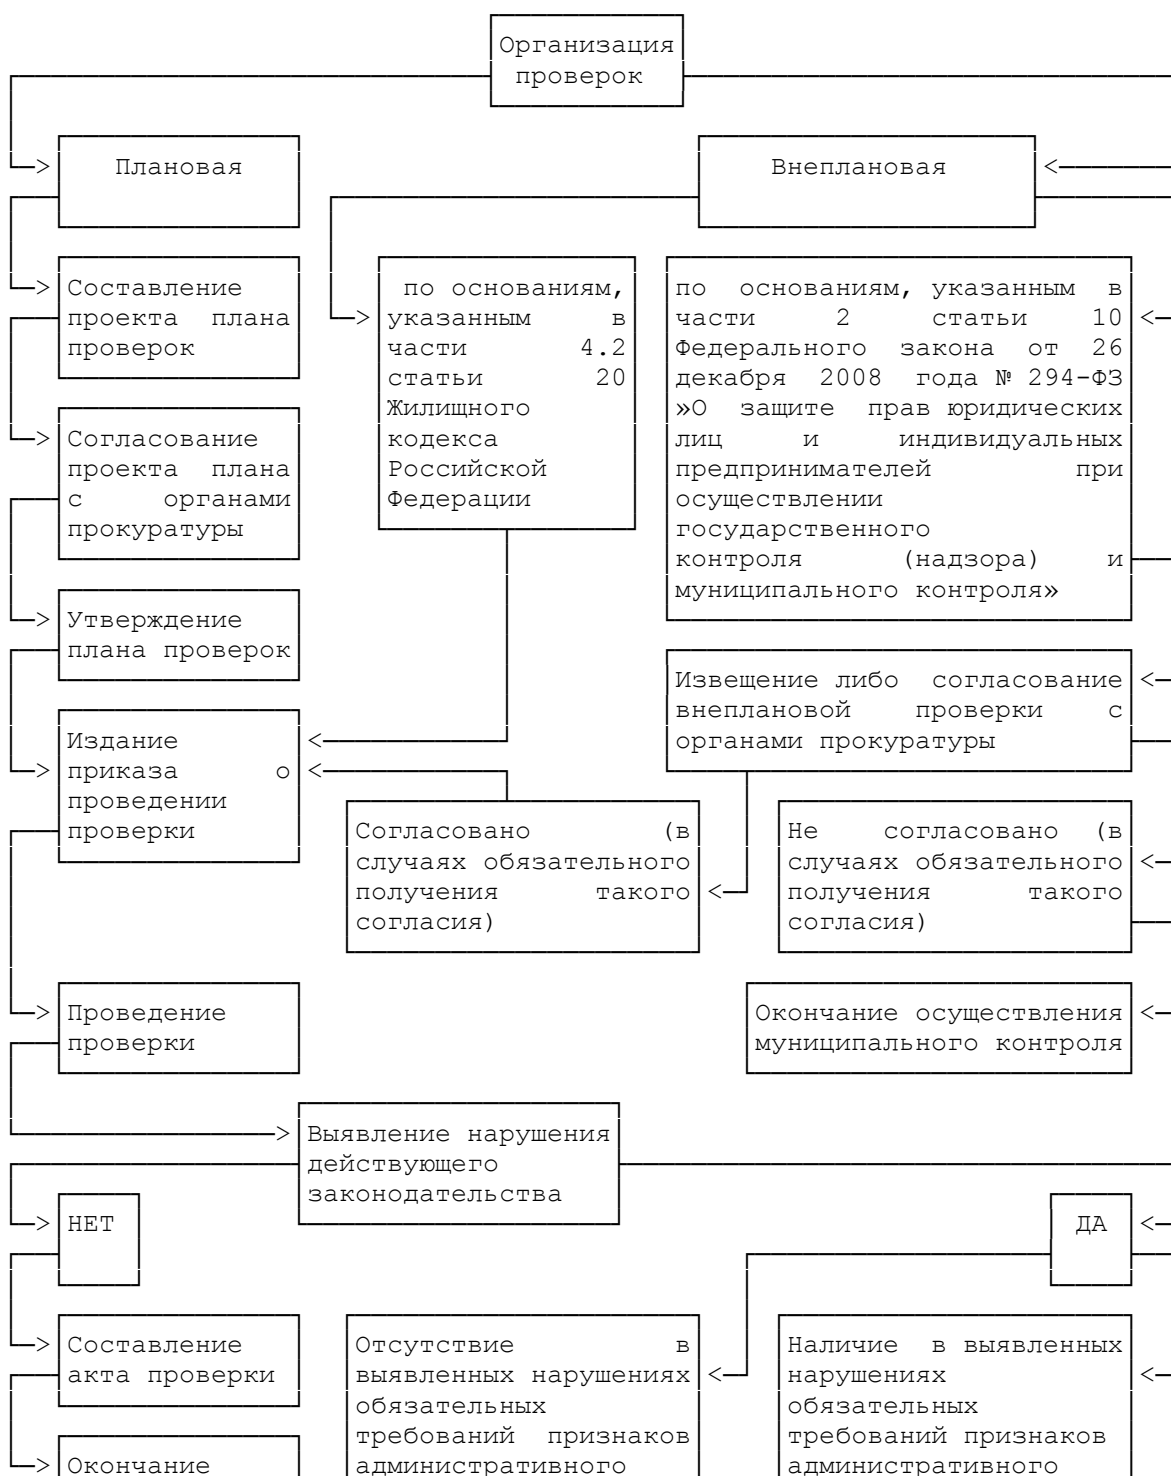 Организация
проверок
Плановая
Внеплановая
Составление
проекта плана
проверок
по основаниям,
указанным в
части 4.2
статьи 20
Жилищного
кодекса
Российской
Федерации
по основаниям, указанным в
части 2 статьи 10
Федерального закона от 26
декабря 2008 года № 294-ФЗ
»О защите прав юридических
лиц и индивидуальных
предпринимателей при
осуществлении
государственного
контроля (надзора) и
муниципального контроля»
Согласование
проекта плана
с органами
прокуратуры
Утверждение
плана проверок
Извещение либо согласование
внеплановой проверки с
органами прокуратуры
Издание
приказа о
проведении
проверки
Согласовано (в
случаях обязательного
получения такого
согласия)
Не согласовано (в
случаях обязательного
получения такого
согласия)
Проведение
проверки
Окончание осуществления
муниципального контроля
Выявление нарушения
действующего
законодательства
НЕТ
ДА
Составление
акта проверки
Отсутствие в
выявленных нарушениях
обязательных
требований признаков
административного
Наличие в выявленных
нарушениях
обязательных
требований признаков
административного
Окончание